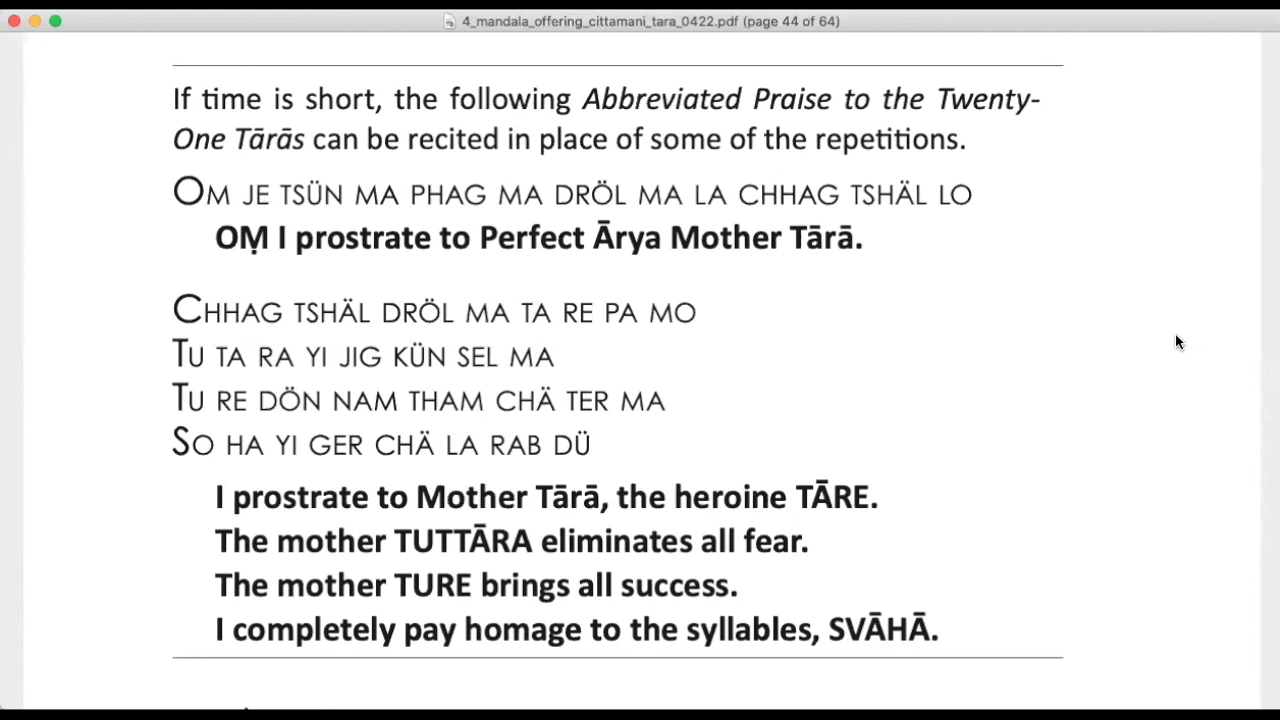 4_mandala_offering_cittamani_tara_0422.pdf (page 44 of 64)
If time is short, the following Abbreviated Praise to the Twenty-
One Tārās can be recited in place of some of the repetitions.
OM JE TSÜN MA PHAG MA DRÖL MA LA CHHAG TSHÄL LO
OṂ I prostrate to Perfect Ārya Mother Tārā.
CHHAG TSHÄL DRÖL MA TA RE PA MO
TU TA RA YI JIG KÜN SEL MA
TU RE DÖN NAM THAM CHÄ TER MA
SO HA YI GER CHÄ LA RAB DÜ
I prostrate to Mother Tārā, the heroine TĀRE.
The mother TUTTĀRA eliminates all fear.
The mother TURE brings all success.
I completely pay homage to the syllables, SVĀHĀ.